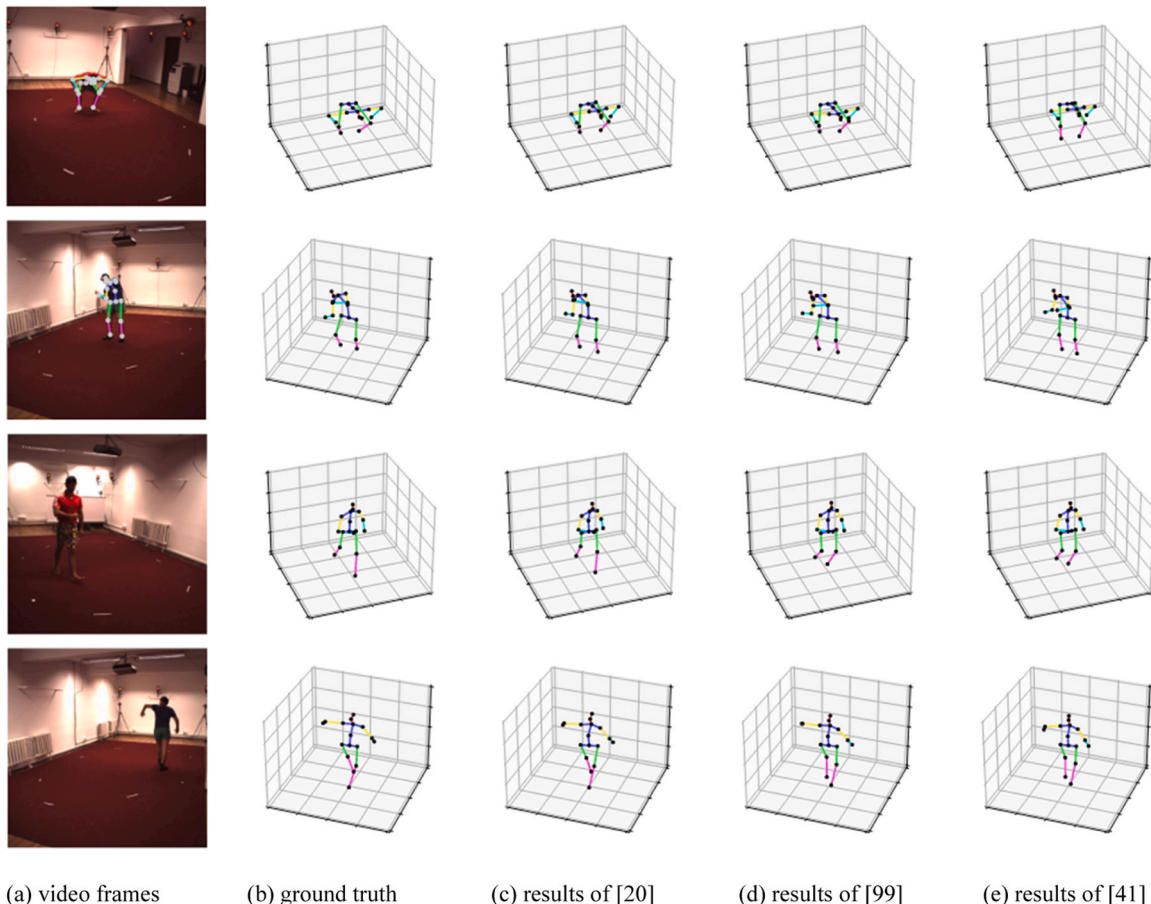 (a) video frames (b) ground truth (c) results of [20] (d) results of [99] (e) results of [41]